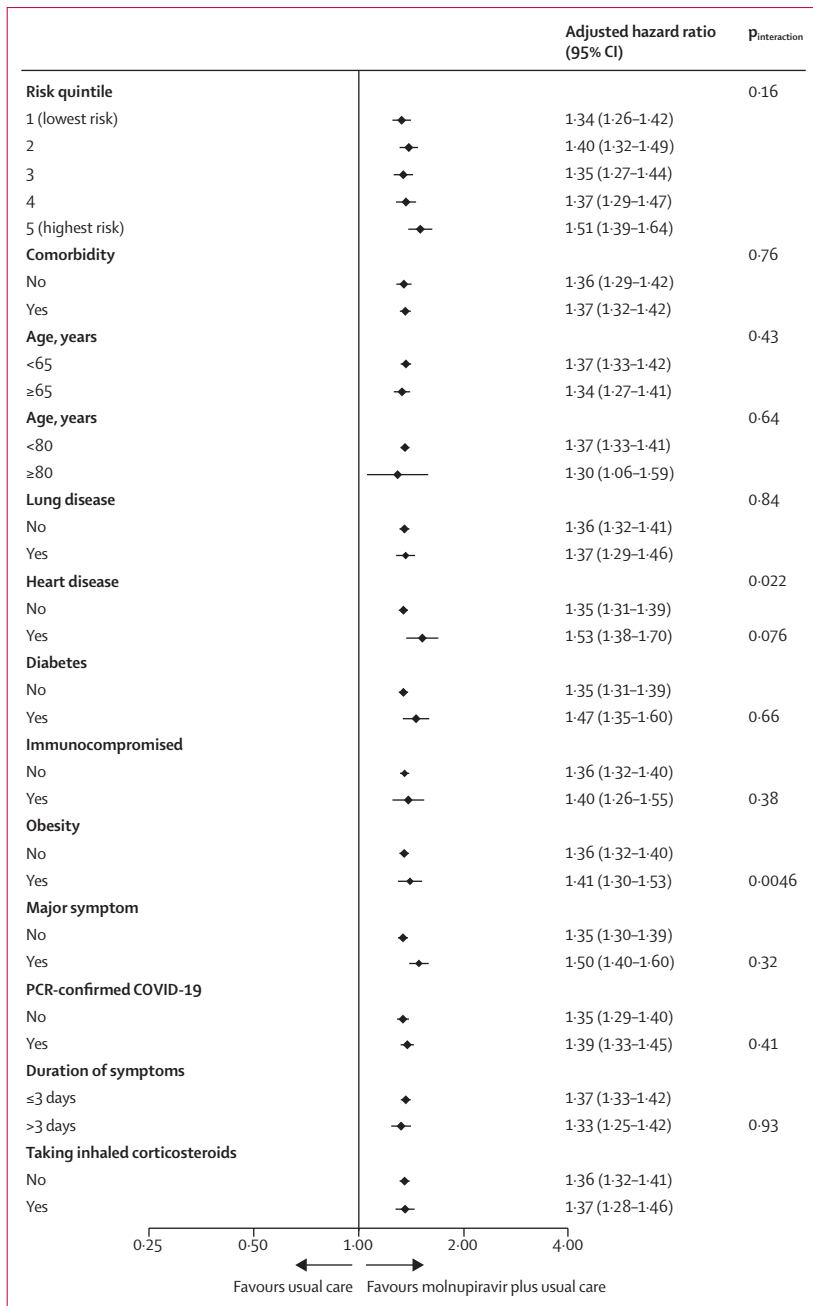 Adjusted hazard ratio (95% CI) pinteraction
Risk quintile 0·16
1 (lowest risk) 1·34 (1·26–1·42)
2 1·40 (1·32–1·49)
3 1·35 (1·27–1·44)
4 1·37 (1·29–1·47)
5 (highest risk) 1·51 (1·39–1·64)
Comorbidity 0·76
No 1·36 (1·29–1·42)
Yes 1·37 (1·32–1·42)
Age, years 0·43
<65 1·37 (1·33–1·42)
≥65 1·34 (1·27–1·41)
Age, years 0·64
<80 1·37 (1·33–1·41)
≥80 1·30 (1·06–1·59)
Lung disease 0·84
No 1·36 (1·32–1·41)
Yes 1·37 (1·29–1·46)
Heart disease 0·022
No 1·35 (1·31–1·39)
Yes 1·53 (1·38–1·70) 0·076
Diabetes
No 1·35 (1·31–1·39)
Yes 1·47 (1·35–1·60) 0·66
Immunocompromised
No 1·36 (1·32–1·40)
Yes 1·40 (1·26–1·55) 0·38
Obesity
No 1·36 (1·32–1·40)
Yes 1·41 (1·30–1·53) 0·0046
Major symptom
No 1·35 (1·30–1·39)
Yes 1·50 (1·40–1·60) 0·32
PCR-confirmed COVID-19
No 1·35 (1·29–1·40)
Yes 1·39 (1·33–1·45) 0·41
Duration of symptoms
≤3 days 1·37 (1·33–1·42)
>3 days 1·33 (1·25–1·42) 0·93
Taking inhaled corticosteroids
No 1·36 (1·32–1·41)
Yes 1·37 (1·28–1·46)
0·25 0·50 1·00 2·00 4·00
Favours usual care Favours molnupiravir plus usual care